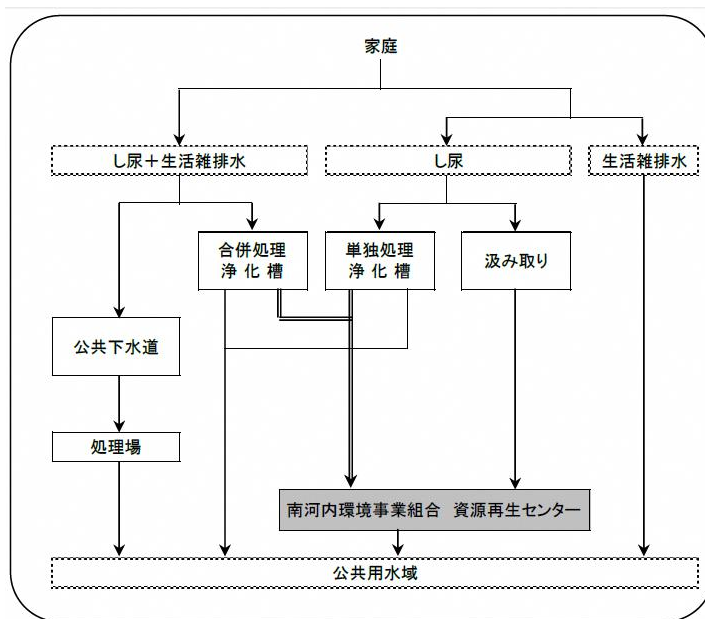 家庭
し尿＋生活雑排水
し尿
生活雑排水
合併処理
浄化槽
単独処理
浄化槽
汲み取り
公共下水道
処理場
南河内環境事業組合 資源再生センター
公共用水域